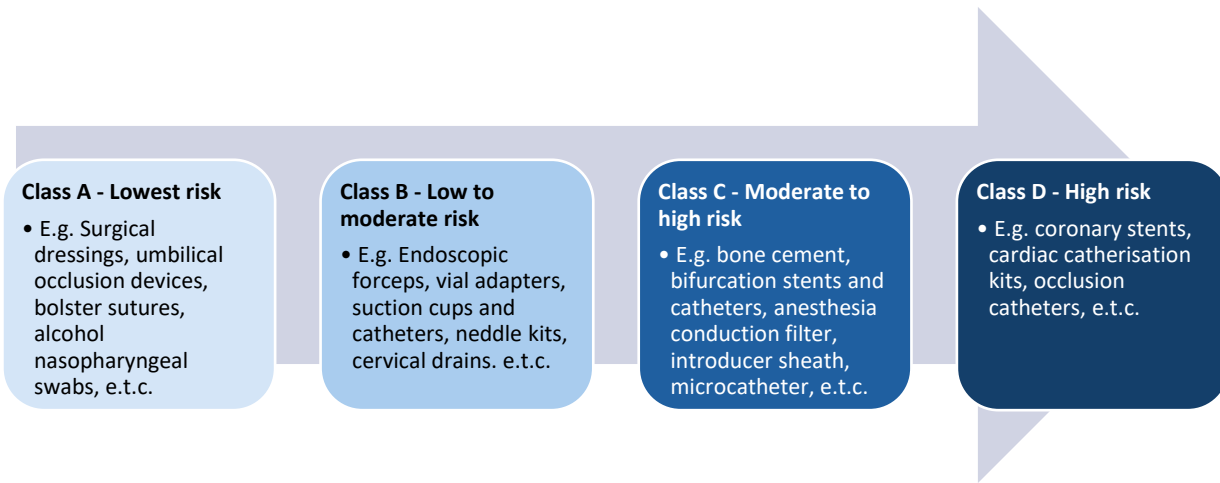 Class A - Lowest risk
• E.g. Surgical
dressings, umbilical
occlusion devices,
bolster sutures,
alcohol
nasopharyngeal
swabs, e.t.c.
Class B - Low to
moderate risk
• E.g. Endoscopic
forceps, vial adapters,
suction cups and
catheters, neddle kits,
cervical drains. e.t.c.
Class C - Moderate to
high risk
• E.g. bone cement,
bifurcation stents and
catheters, anesthesia
conduction filter,
introducer sheath,
microcatheter, e.t.c.
Class D - High risk
• E.g. coronary stents,
cardiac catherisation
kits, occlusion
catheters, e.t.c.